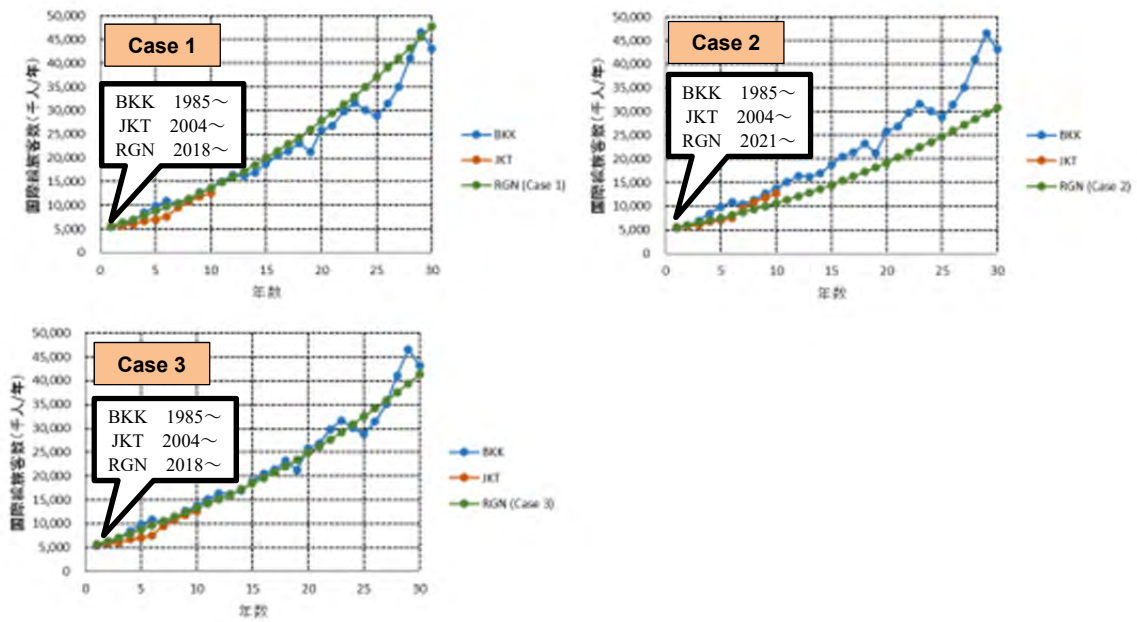 Case 1
BKK 1985～
JKT 2004～
RGN 2018～
国際線旅客数(千人/年)
50,000
45,000
40,000
35,000
30,000
25,000
20,000
15,000
10,000
5,000
0
0 5 10 15 20 25 30
年数
BKK
JKT
RGN (Case 1)
Case 2
BKK 1985～
JKT 2004～
RGN 2021～
国際線旅客数(千人/年)
50,000
45,000
40,000
35,000
30,000
25,000
20,000
15,000
10,000
5,000
0
0 5 10 15 20 25 30
年数
BKK
JKT
RGN (Case 2)
Case 3
BKK 1985～
JKT 2004～
RGN 2018～
国際線旅客数(千人/年)
50,000
45,000
40,000
35,000
30,000
25,000
20,000
15,000
10,000
5,000
0
0 5 10 15 20 25 30
年数
BKK
JKT
RGN (Case 3)